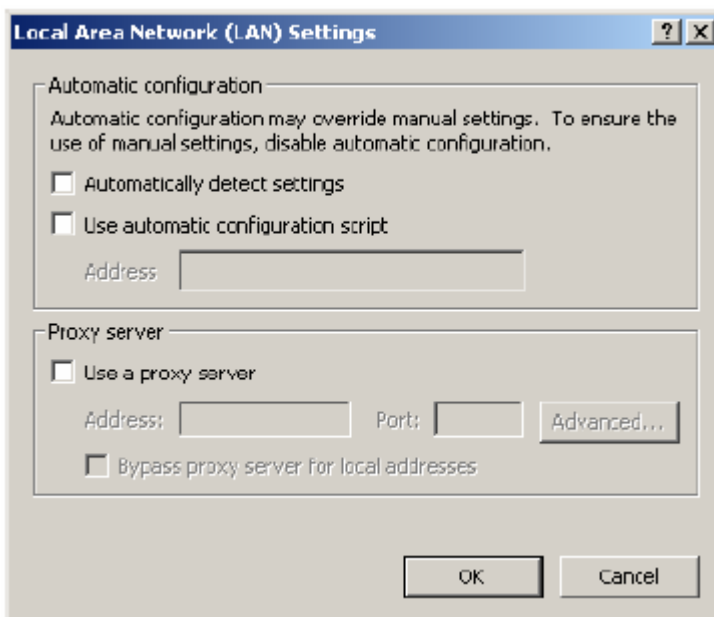 Local Area Network (LAN) Settings
Automatic configuration
Automatic configuration may override manual settings. To ensure the
use of manual settings, disable automatic configuration.
Automatically detect settings
Use automatic configuration script
Address
Proxy server
Use a proxy server
Address: Port: Advanced...
Bypass proxy server for local addresses
OK Cancel